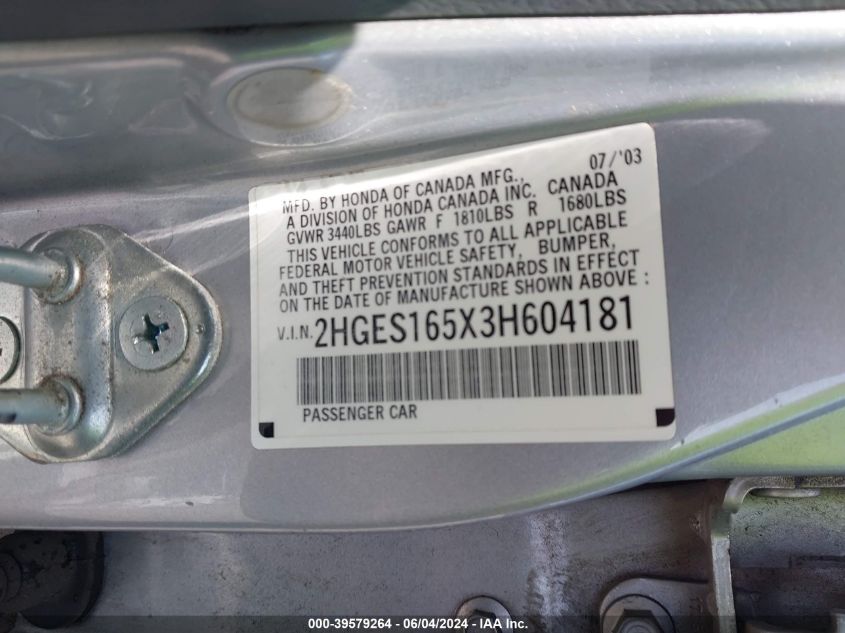 07/'03
MFD. BY HONDA OF CANADA MFG.,
A DIVISION OF HONDA CANADA INC. CANADA
GVWR 3440LBS GAWR F 1810LBS R 1680LBS
THIS VEHICLE CONFORMS TO ALL APPLICABLE
FEDERAL MOTOR VEHICLE SAFETY, BUMPER,
AND THEFT PREVENTION STANDARDS IN EFFECT
ON THE DATE OF MANUFACTURE SHOWN ABOVE :
V.I.N. 2HGES165X3H604181
PASSENGER CAR
000-39579264 - 06/04/2024 - IAA Inc.